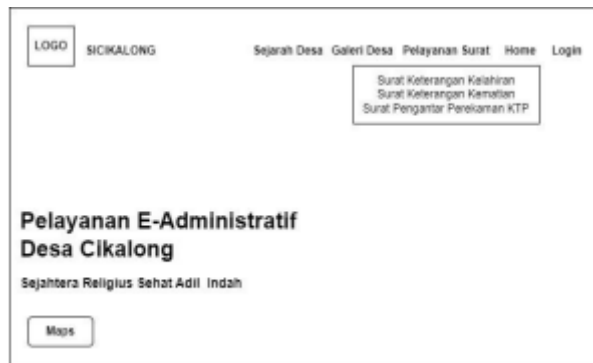 LOGO
SICIKALONG
Sejarah Desa Galeri Desa Pelayanan Surat Home Login
Surat Keterangan Kelahiran
Surat Keterangan Kematian
Surat Pengantar Perekaman KTP
Pelayanan E-Administratif
Desa Cikalong
Sejahtera Religius Sehat Adil Indah
Maps